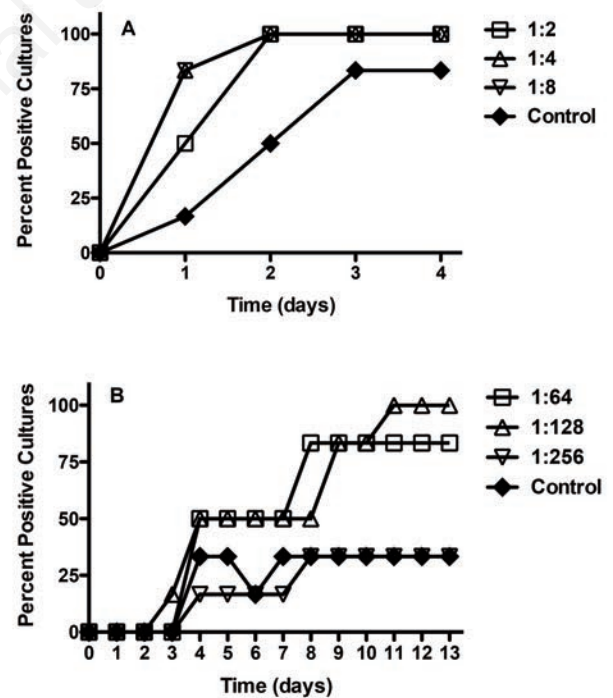 A
Percent Positive Cultures
100
75
50
25
0
0 1 2 3 4
Time (days)
1:2
1:4
1:8
Control
B
Percent Positive Cultures
100
75
50
25
0
0 1 2 3 4 5 6 7 8 9 10 11 12 13
Time (days)
1:64
1:128
1:256
Control